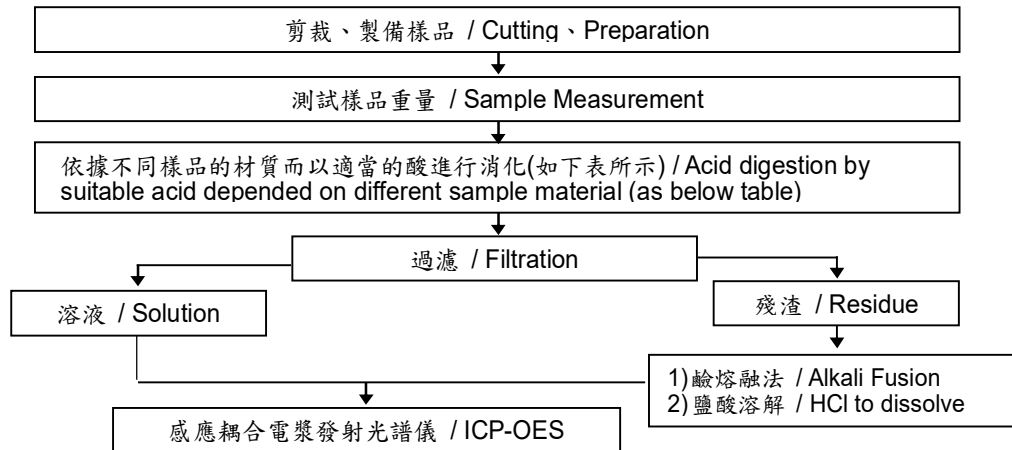 剪裁、製備樣品 / Cutting、Preparation
測試樣品重量 / Sample Measurement
依據不同樣品的材質而以適當的酸進行消化(如下表所示) / Acid digestion by
suitable acid depended on different sample material (as below table)
過濾 / Filtration
溶液 / Solution
殘渣 / Residue
1)鹼熔融法 / Alkali Fusion
2)鹽酸溶解 / HCl to dissolve
感應耦合電漿發射光譜儀 / ICP-OES